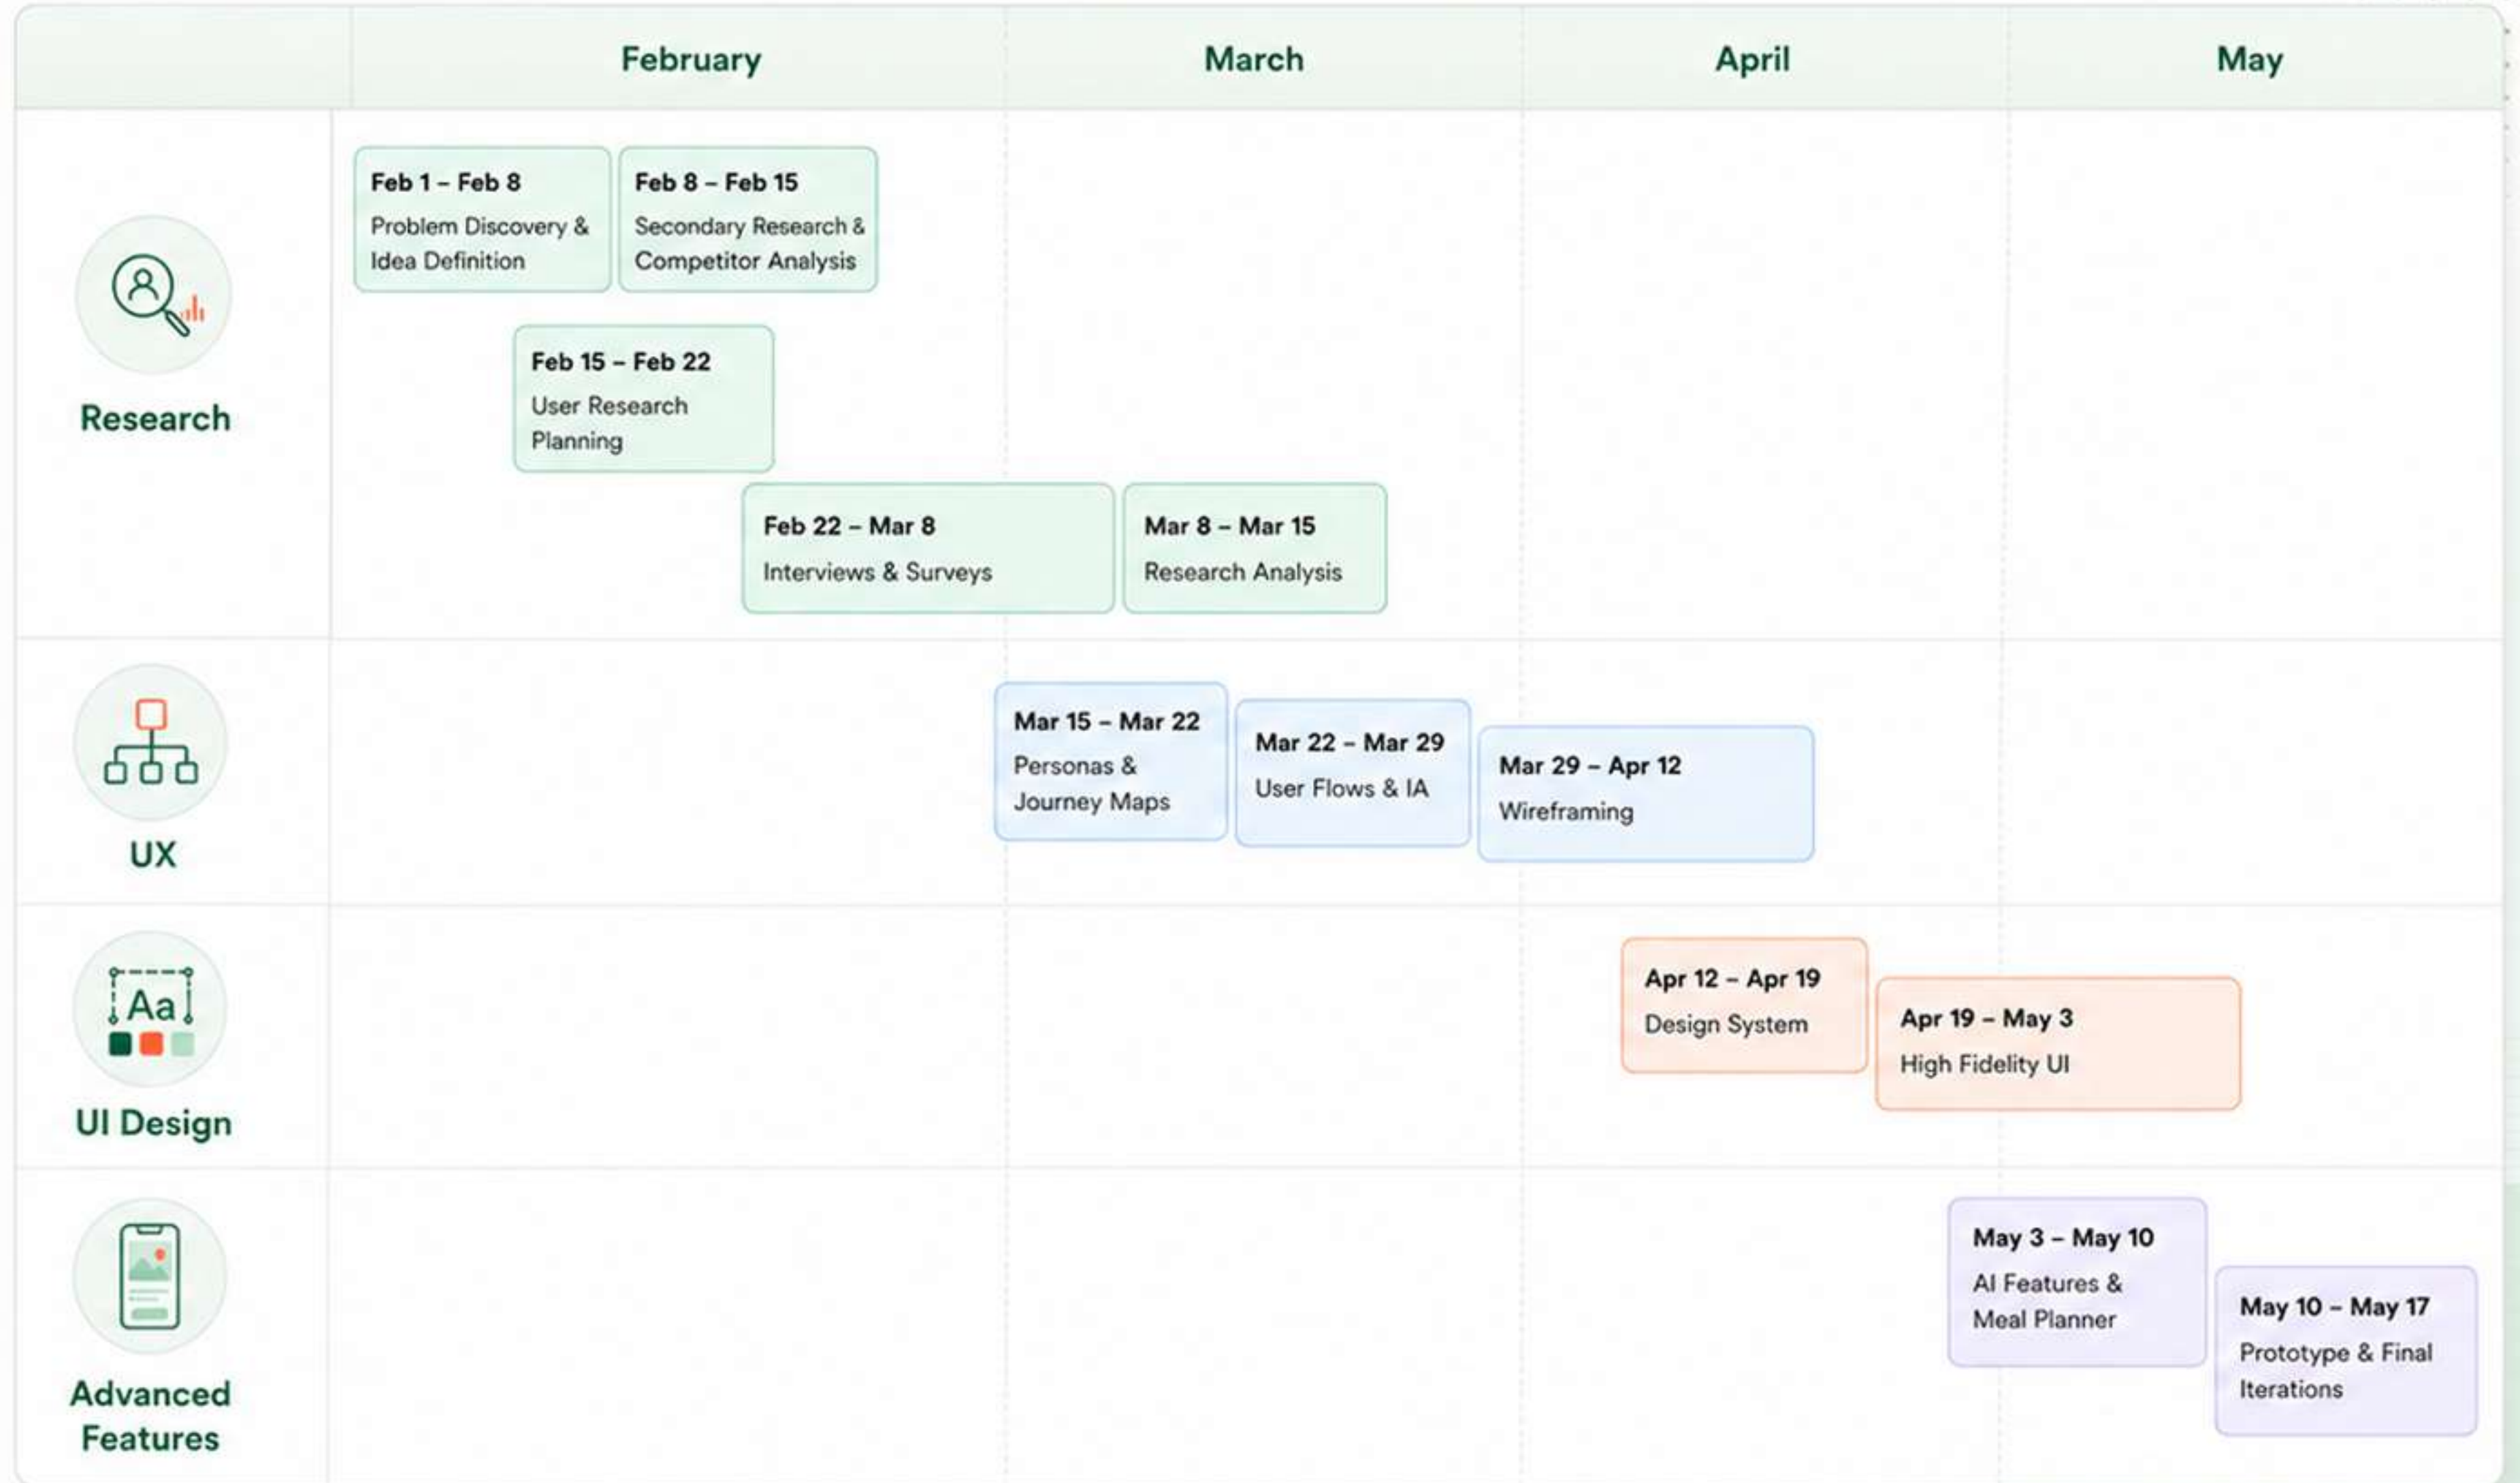 February
March
April
May
Research
Feb 1 – Feb 8
Problem Discovery &
Idea Definition
Feb 8 – Feb 15
Secondary Research &
Competitor Analysis
Feb 15 – Feb 22
User Research
Planning
Feb 22 – Mar 8
Interviews & Surveys
Mar 8 – Mar 15
Research Analysis
UX
Mar 15 – Mar 22
Personas &
Journey Maps
Mar 22 – Mar 29
User Flows & IA
Mar 29 – Apr 12
Wireframing
Aa
UI Design
Apr 12 – Apr 19
Design System
Apr 19 – May 3
High Fidelity UI
Advanced
Features
May 3 – May 10
AI Features &
Meal Planner
May 10 – May 17
Prototype & Final
Iterations